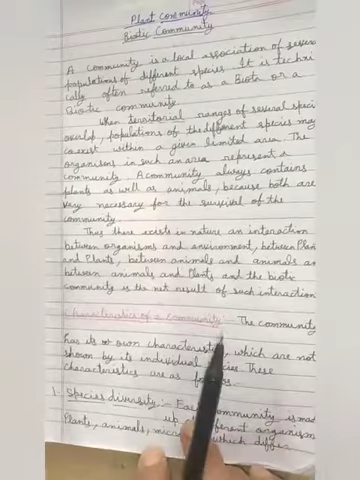 Plant Community
Biotic Community
A community is a local association of several
populations of different species. It is techni
cally often referred to as a Biota or a
Biotic community.
When territorial ranges of several speci
overlap, populations of the different species may
coexist within a given limited area. The
organisms in such an area represent a
community. A community always contains
plants as well as animals, because both are
very necessary for the survival of the
community.
Thus there exists in nature an interaction
between organisms and environment, between Plan
and Plants, between animals and animals an
between animals and Plants and the biotic
community is the net result of such interaction
Characteristics of a community:- The community
has its own characteristics, which are not
shown by its individual species These
characteristics are as
1. Species diversity:- Each community is mad
up different organism
Plants, animals, which differ